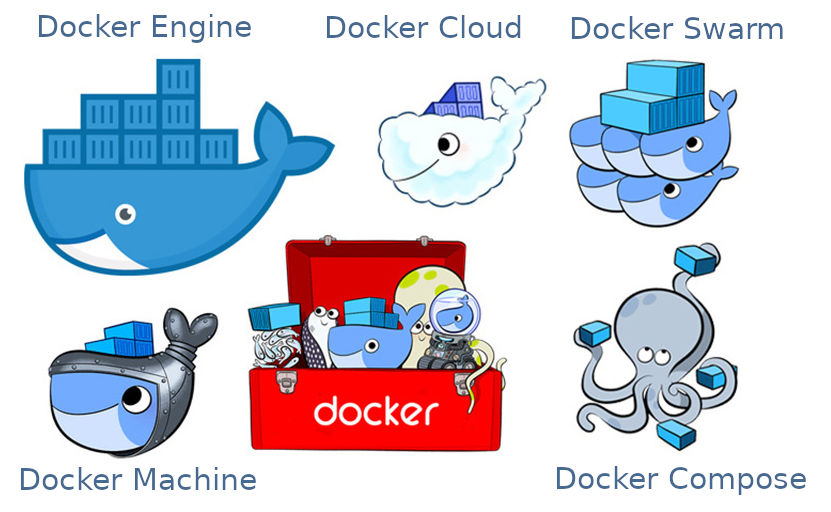 Docker Engine
Docker Cloud
Docker Swarm
docker
Docker Machine
Docker Compose